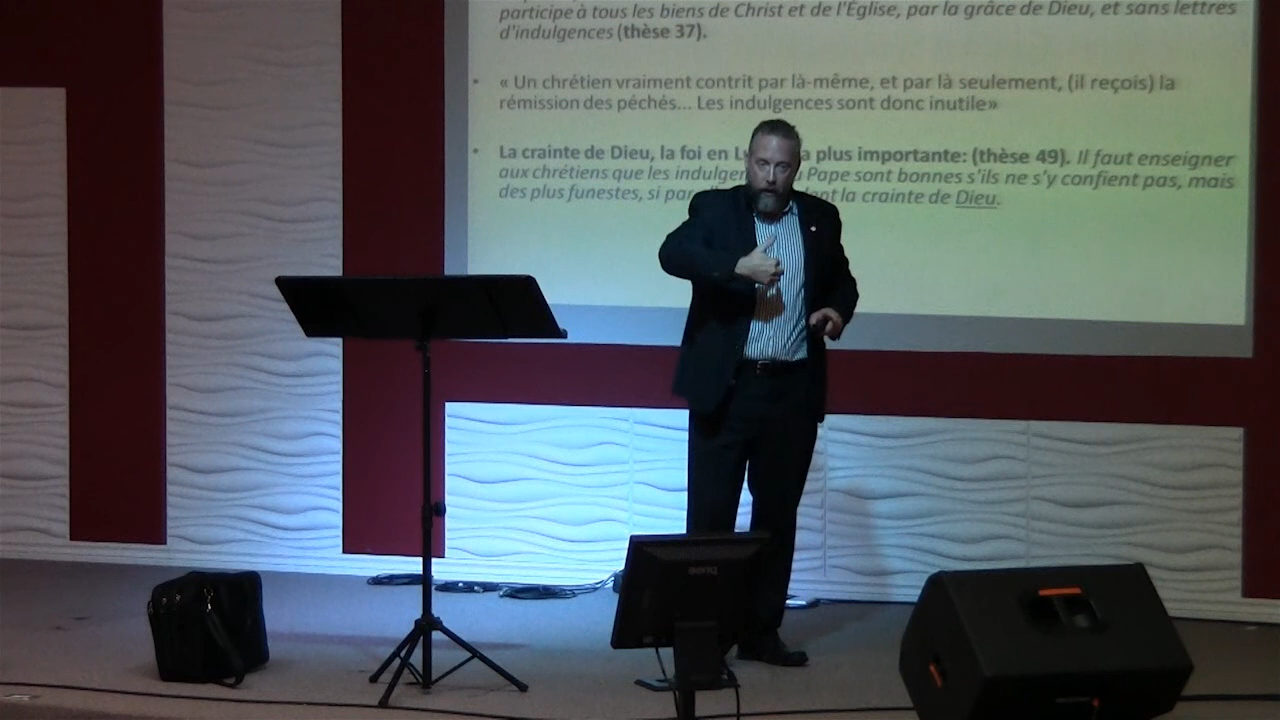 participe à tous les biens de Christ et de l'Église, par la grâce de Dieu, et sans lettres
d'indulgences (thèse 37).
• « Un chrétien vraiment contrit par là-même, et par là seulement, (il reçois) la
rémission des péchés... Les indulgences sont donc inutile»
• La crainte de Dieu, la foi en a plus importante: (thèse 49). Il faut enseigner
aux chrétiens que les Pape sont bonnes s'ils ne s'y confient pas, mais
des plus funestes, si la crainte de Dieu.
BenQ